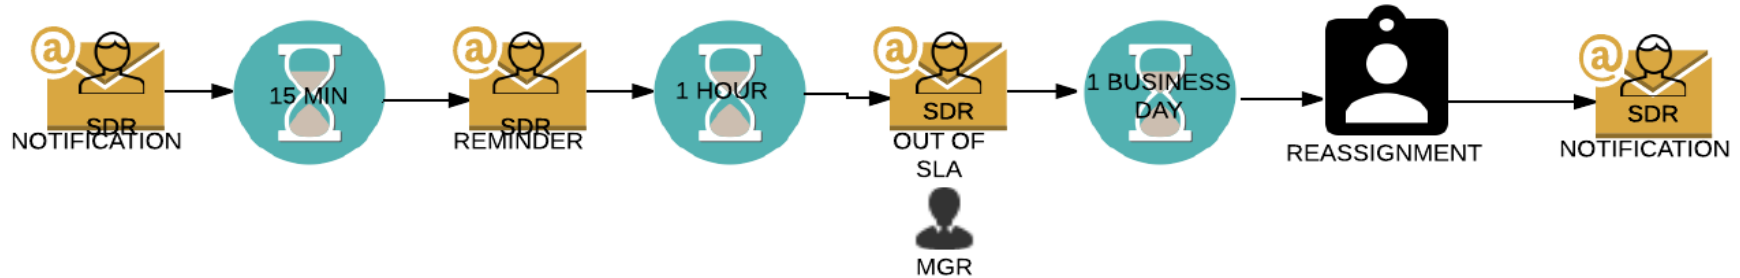 SDR
NOTIFICATION
15 MIN
SDR
REMINDER
1 HOUR
SDR
OUT OF
SLA
MGR
1 BUSINESS
DAY
REASSIGNMENT
SDR
NOTIFICATION